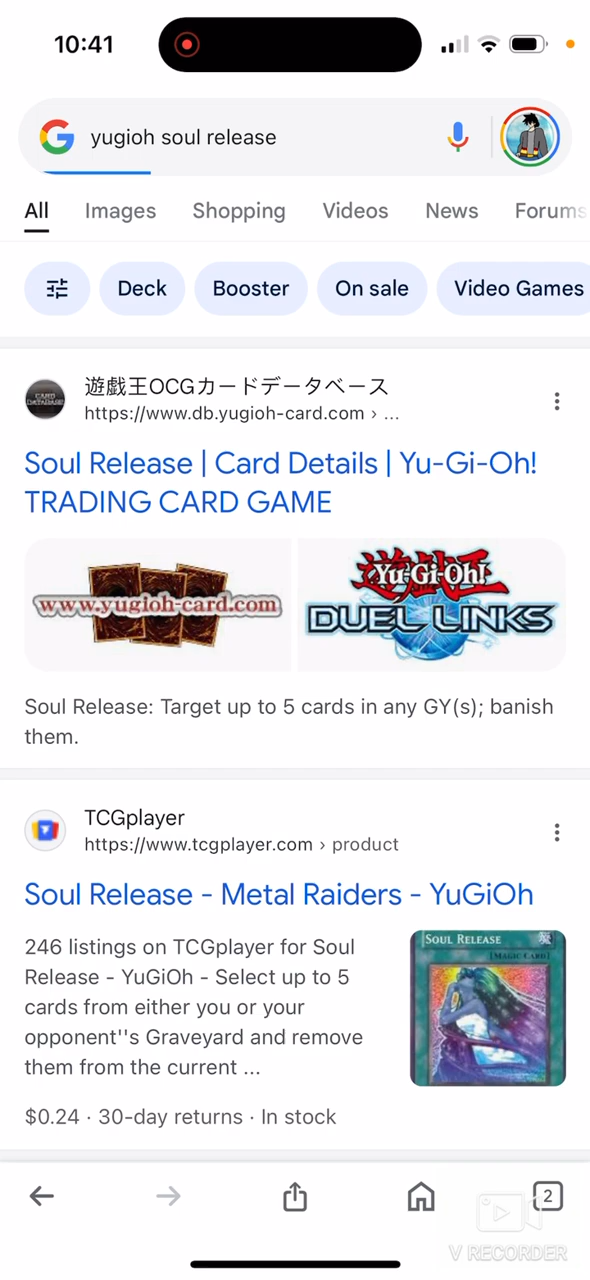 10:41
yugioh soul release
All Images Shopping Videos News Forums
Deck Booster On sale Video Games
CARD
DATABASE
遊戯王OCGカードデータベース
https://www.db.yugioh-card.com › ...
Soul Release | Card Details | Yu-Gi-Oh!
TRADING CARD GAME
www.yugioh-card.com
遊戯王
Yu-Gi-Oh!
DUEL LINKS
Soul Release: Target up to 5 cards in any GY(s); banish
them.
TCGplayer
https://www.tcgplayer.com › product
Soul Release - Metal Raiders - YuGiOh
246 listings on TCGplayer for Soul
Release - YuGiOh - Select up to 5
cards from either you or your
opponent''s Graveyard and remove
them from the current ...
SOUL RELEASE
[MAGIC CARD]
$0.24 · 30-day returns · In stock
2
V RECORDER